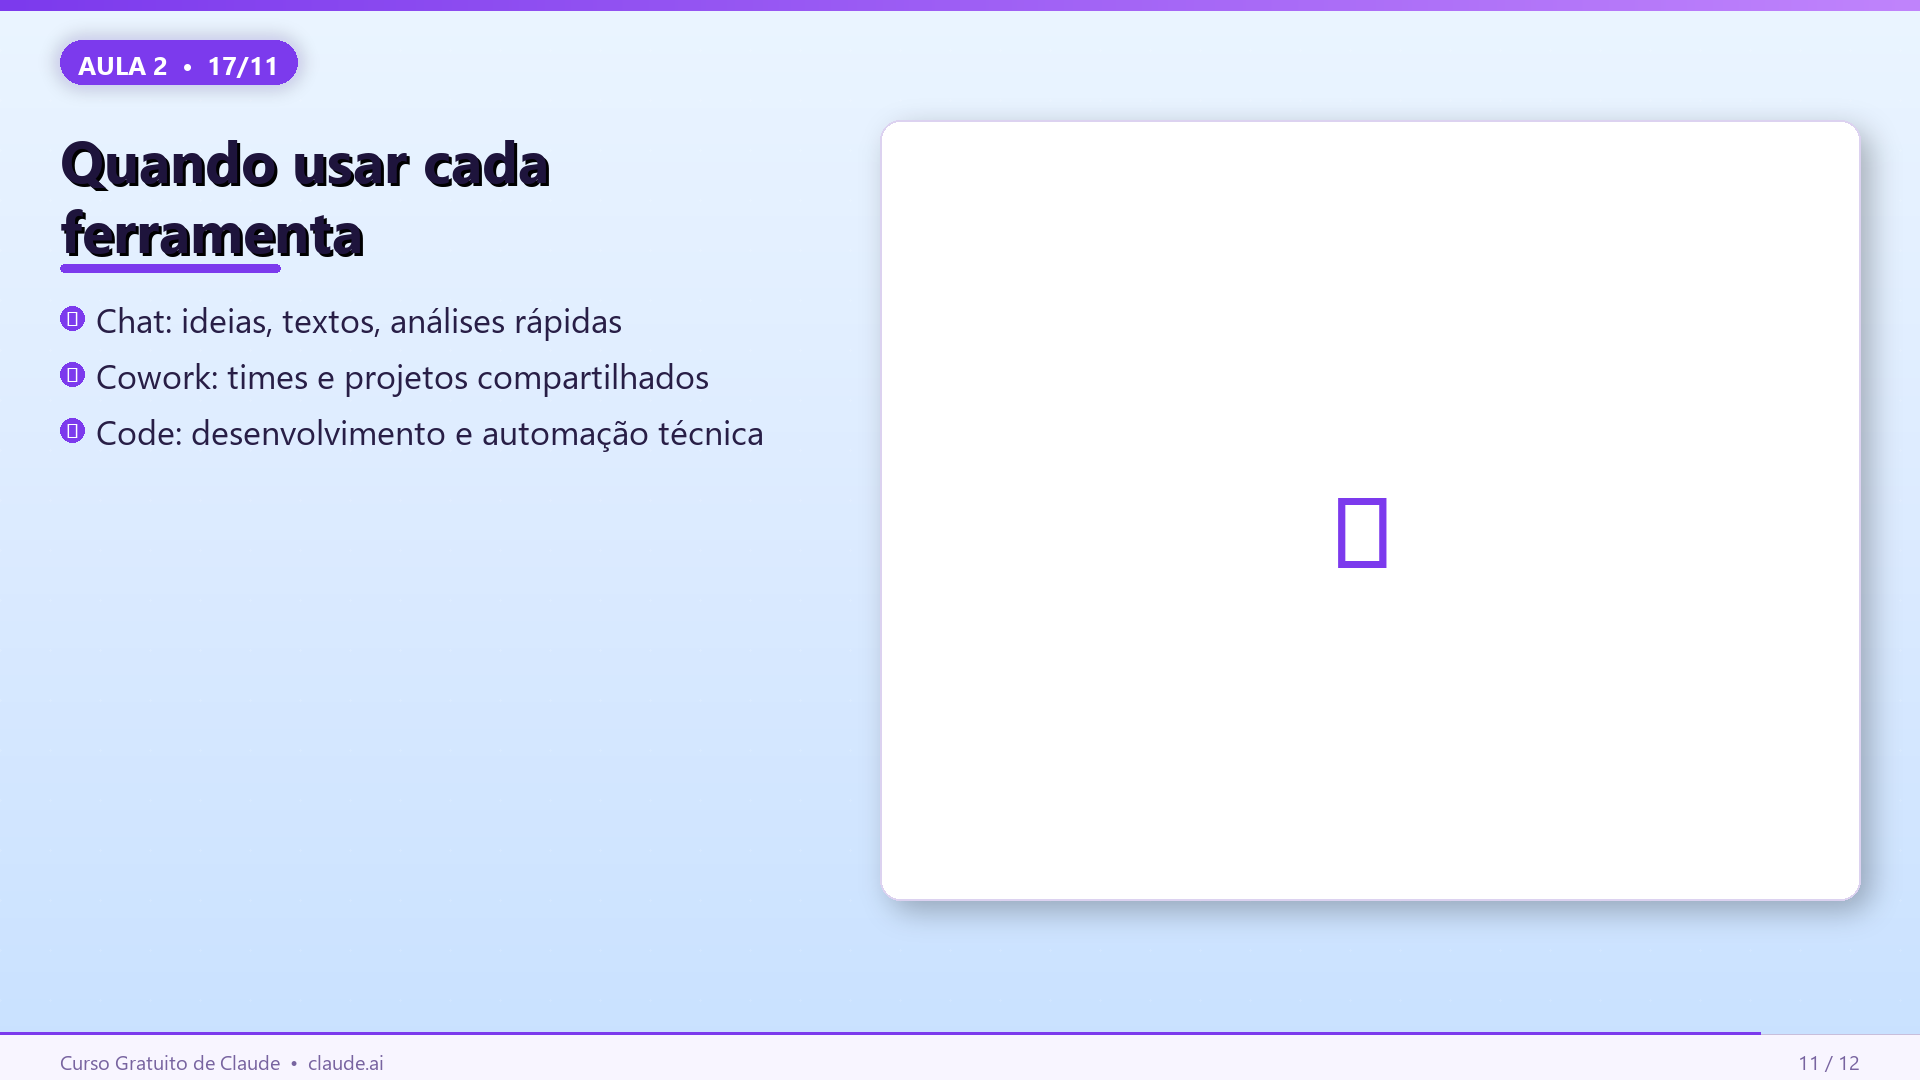 AULA 2 • 17/11
Quando usar cada
ferramenta
Chat: ideias, textos, análises rápidas
Cowork: times e projetos compartilhados
Code: desenvolvimento e automação técnica
Curso Gratuito de Claude • claude.ai
11 / 12